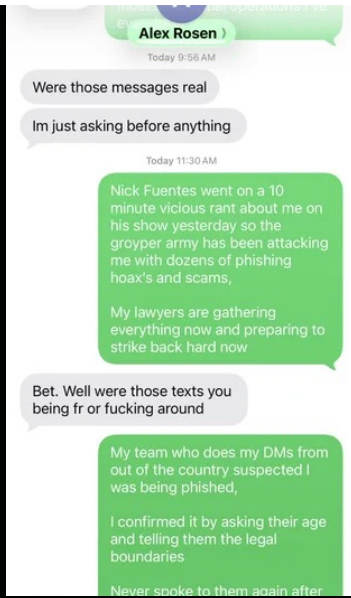 Alex Rosen
Today 9:56 AM
Were those messages real
Im just asking before anything
Today 11:30 AM
Nick Fuentes went on a 10
minute vicious rant about me on
his show yesterday so the
groyper army has been attacking
me with dozens of phishing
hoax's and scams,
My lawyers are gathering
everything now and preparing to
strike back hard now
Bet. Well were those texts you
being fr or fucking around
My team who does my DMs from
out of the country suspected I
was being phished,
I confirmed it by asking their age
and telling them the legal
boundaries
Never spoke to them again after